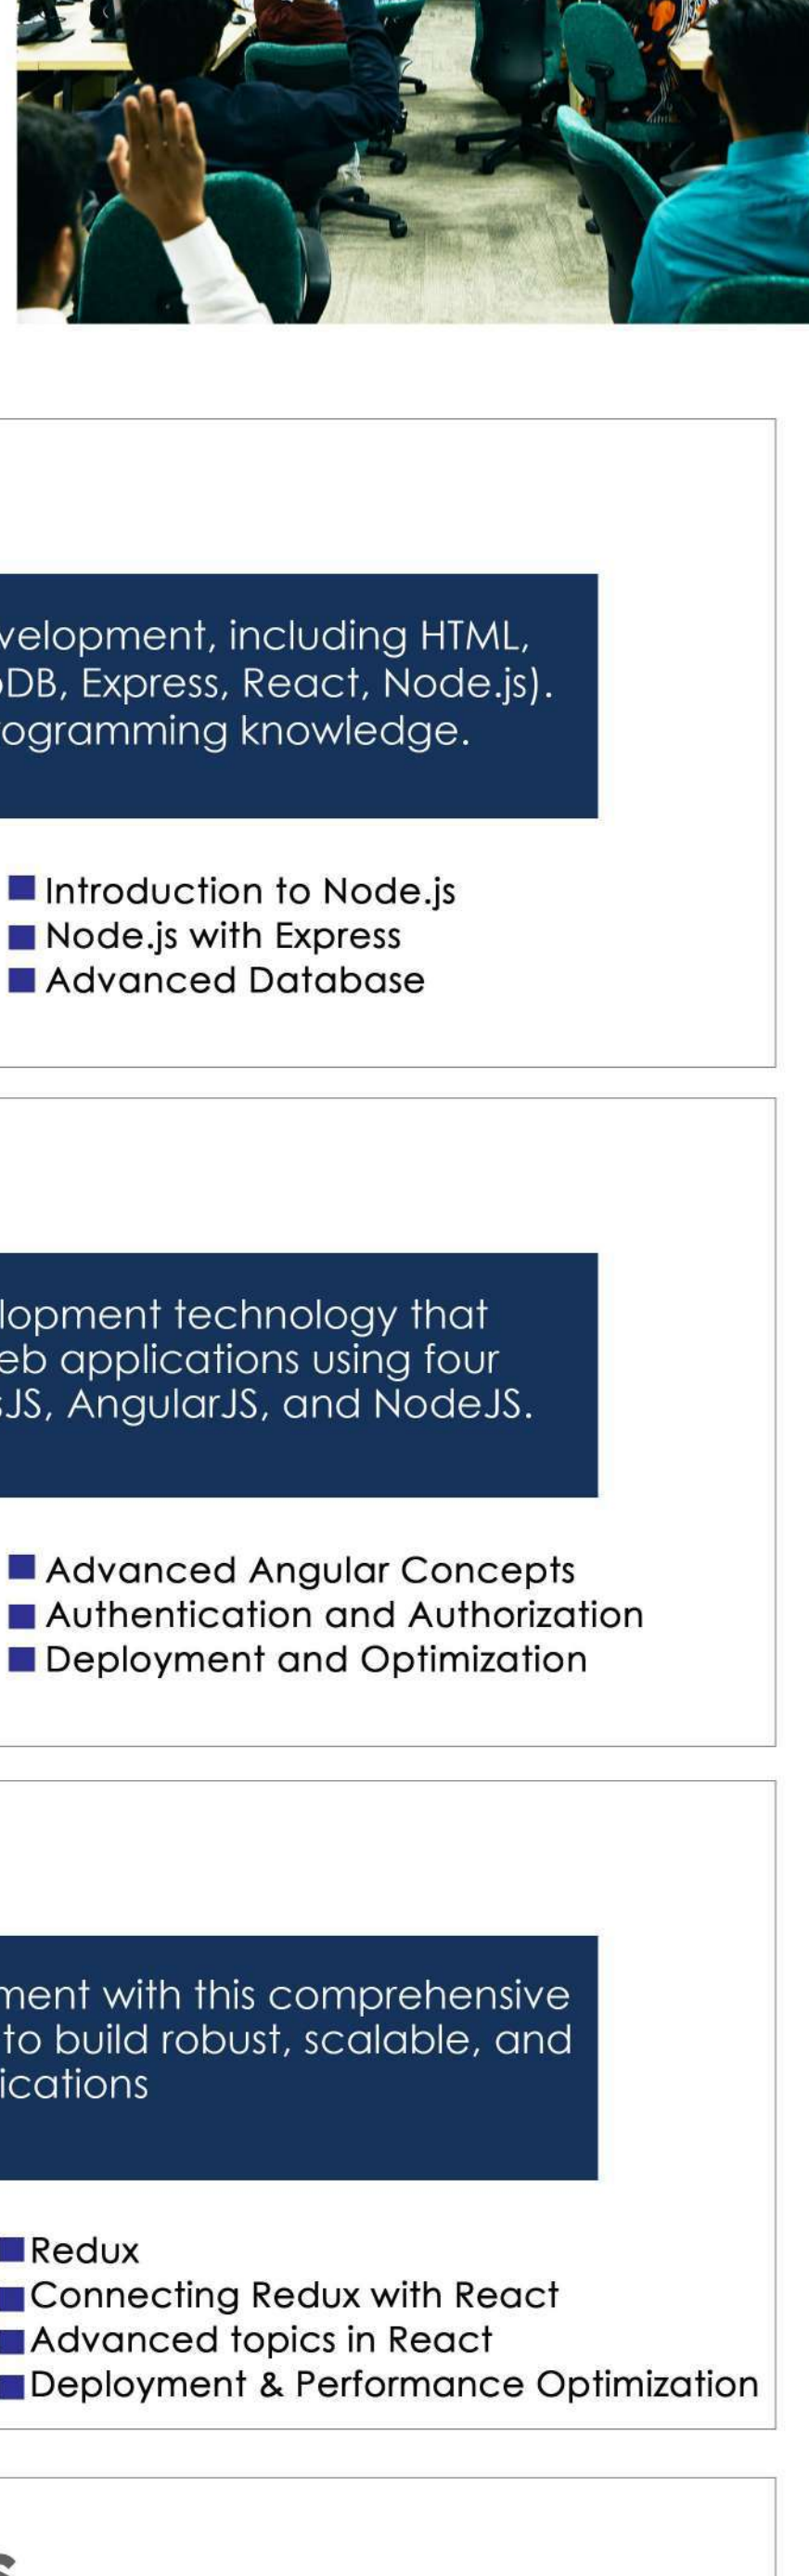 velopment, including HTML,
DB, Express, React, Node.js).
ogramming knowledge.
Introduction to Node.js
Node.js with Express
Advanced Database
lopment technology that
eb applications using four
sJS, AngularJS, and NodeJS.
Advanced Angular Concepts
Authentication and Authorization
Deployment and Optimization
ment with this comprehensive
to build robust, scalable, and
ications
Redux
Connecting Redux with React
Advanced topics in React
Deployment & Performance Optimization